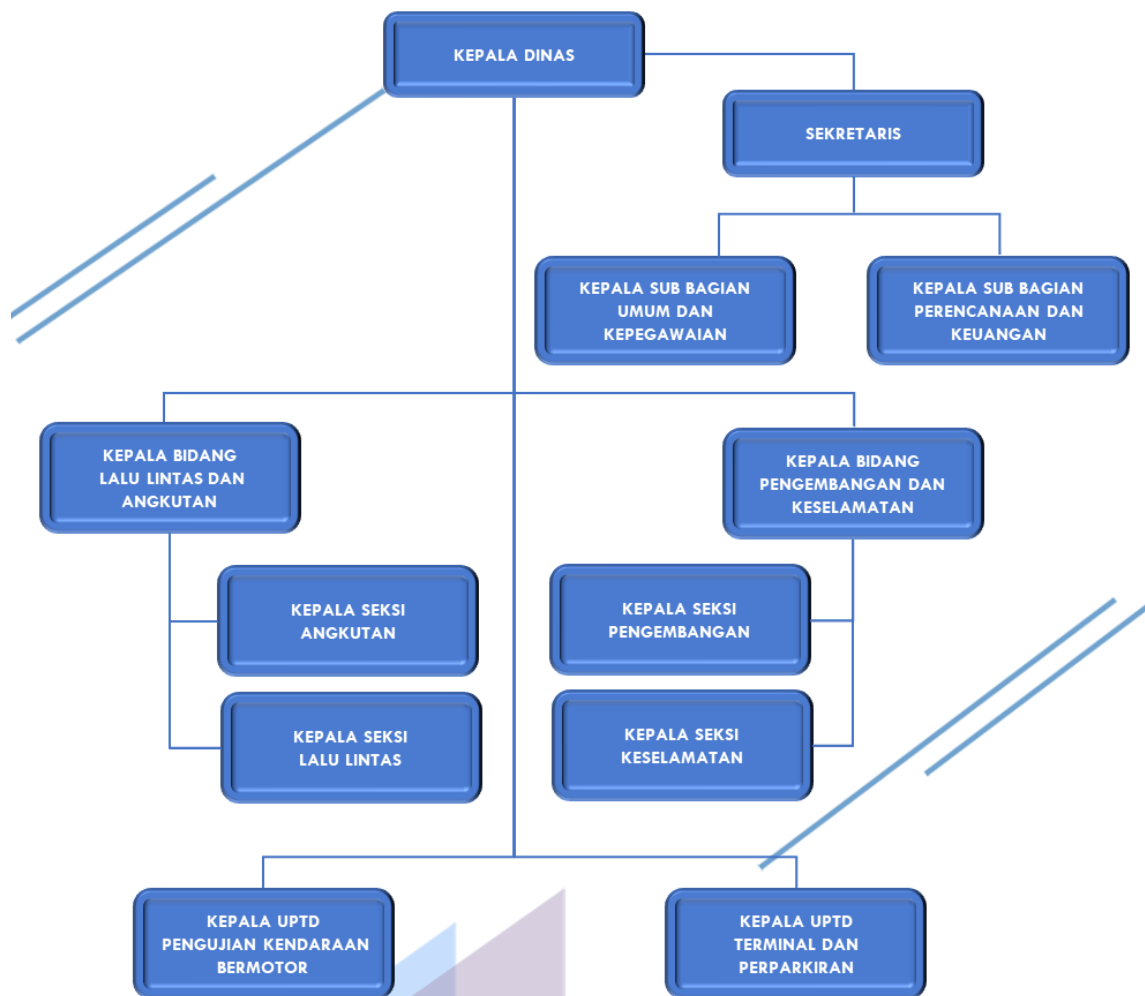 KEPALA DINAS
SEKRETARIS
KEPALA SUB BAGIAN
UMUM DAN
KEPEGAWAIAN
KEPALA SUB BAGIAN
PERENCANAAN DAN
KEUANGAN
KEPALA BIDANG
LALU LINTAS DAN
ANGKUTAN
KEPALA BIDANG
PENGEMBANGAN DAN
KESELAMATAN
KEPALA SEKSI
ANGKUTAN
KEPALA SEKSI
PENGEMBANGAN
KEPALA SEKSI
LALU LINTAS
KEPALA SEKSI
KESELAMATAN
KEPALA UPTD
PENGUJIAN KENDARAAN
BERMOTOR
KEPALA UPTD
TERMINAL DAN
PERPARKIRAN